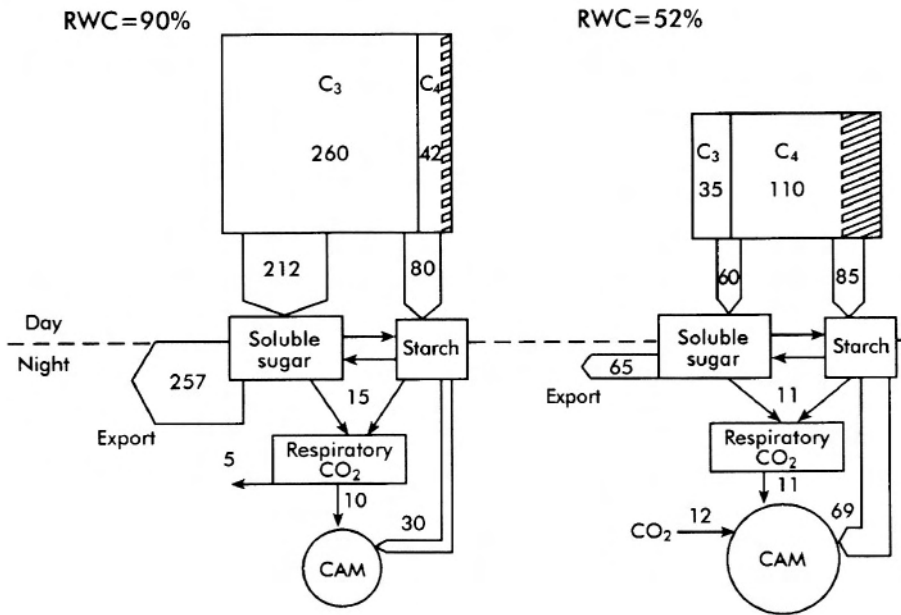 RWC=90%
C₃
C₄
260
42
212
80
Day
Night
Soluble
sugar
Starch
257
Export
15
Respiratory
CO₂
5
10
30
CAM
RWC=52%
C₃
C₄
35
110
60
85
Soluble
sugar
Starch
65
Export
11
Respiratory
CO₂
11
CO₂
12
69
CAM